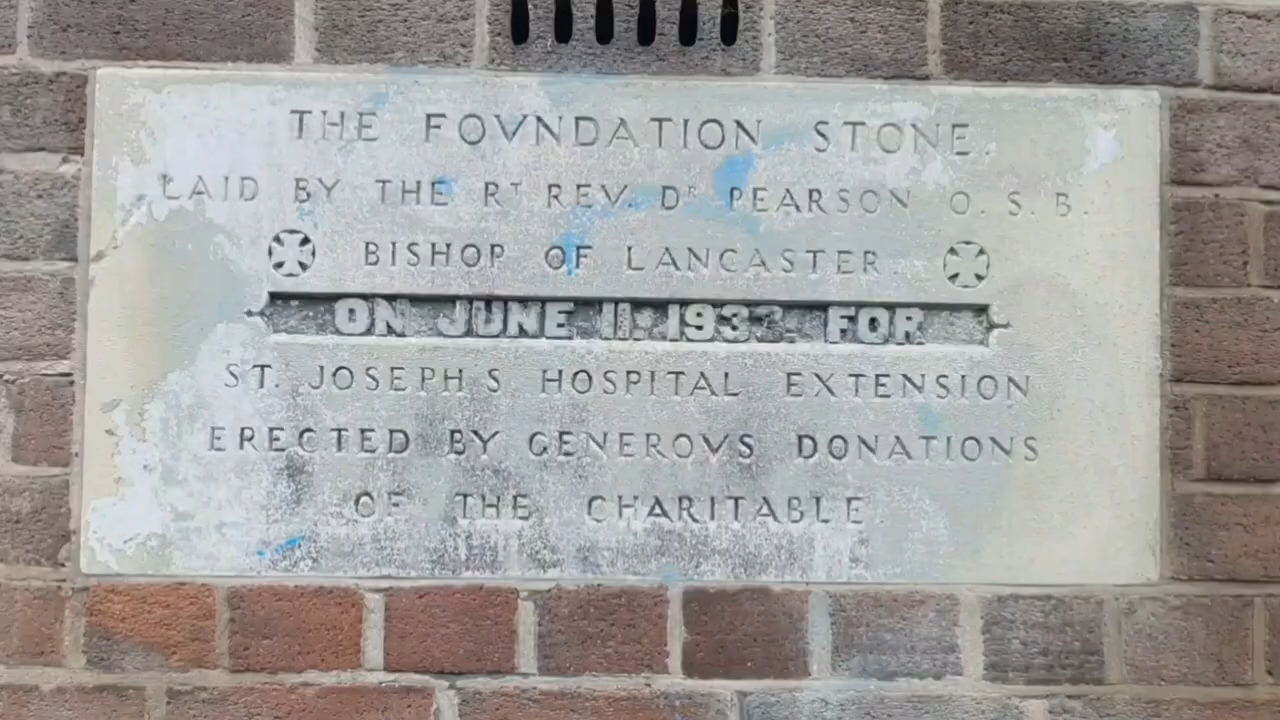 THE FOVNDATION STONE.
LAID BY THE RT REV. DR PEARSON O. S. B.
BISHOP OF LANCASTER.
ON JUNE 11. 1933. FOR
ST. JOSEPH'S HOSPITAL EXTENSION
ERECTED BY GENEROVS DONATIONS
OF THE CHARITABLE